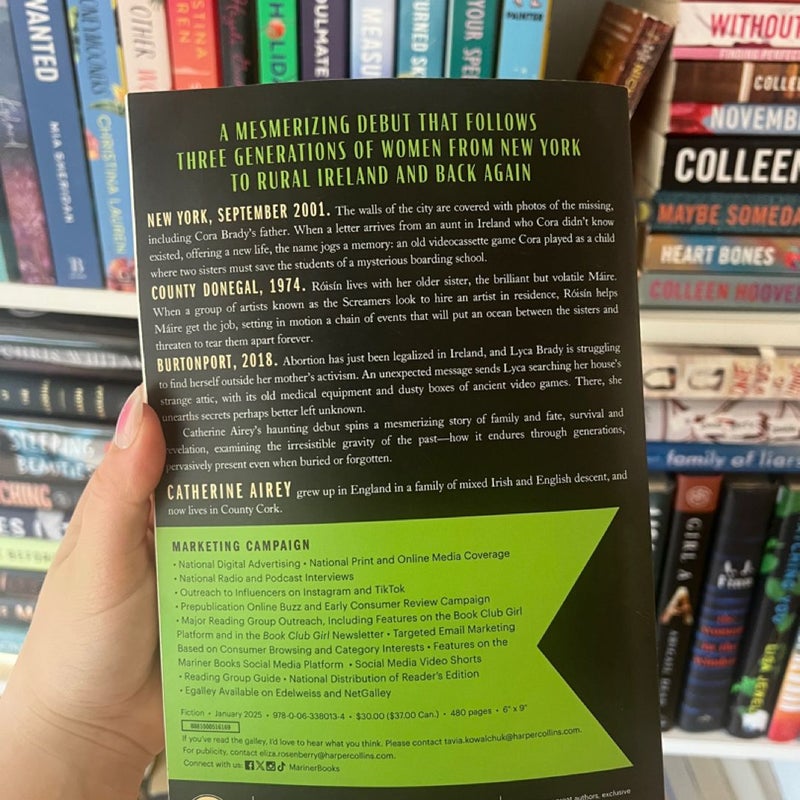 WANTED
MIA SHERIDAN
CHRISTINA LAUREN
OTHER
HOLIDA
OULMATE
MEASU
URNED
YOUR
PAINTER
WITHOUT
FINDING PERFECT
COLLE
NOVEMB
COLLEEN
MAYBE SOMEDA
HEART BONES
COLLEEN HOOVER
family of liars
SLEEPING
BEAUTIES
CHING
GIRL A
A MESMERIZING DEBUT THAT FOLLOWS
THREE GENERATIONS OF WOMEN FROM NEW YORK
TO RURAL IRELAND AND BACK AGAIN
NEW YORK, SEPTEMBER 2001. The walls of the city are covered with photos of the missing,
including Cora Brady's father. When a letter arrives from an aunt in Ireland who Cora didn't know
existed, offering a new life, the name jogs a memory: an old videocassette game Cora played as a child
where two sisters must save the students of a mysterious boarding school.
COUNTY DONEGAL, 1974. Róisín lives with her older sister, the brilliant but volatile Máire.
When a group of artists known as the Screamers look to hire an artist in residence, Róisín helps
Máire get the job, setting in motion a chain of events that will put an ocean between the sisters and
threaten to tear them apart forever.
BURTONPORT, 2018. Abortion has just been legalized in Ireland, and Lyca Brady is struggling
to find herself outside her mother's activism. An unexpected message sends Lyca searching her house's
strange attic, with its old medical equipment and dusty boxes of ancient video games. There, she
unearths secrets perhaps better left unknown.
Catherine Airey's haunting debut spins a mesmerizing story of family and fate, survival and
revelation, examining the irresistible gravity of the past—how it endures through generations,
pervasively present even when buried or forgotten.
CATHERINE AIREY grew up in England in a family of mixed Irish and English descent, and
now lives in County Cork.
MARKETING CAMPAIGN
• National Digital Advertising • National Print and Online Media Coverage
• National Radio and Podcast Interviews
• Outreach to Influencers on Instagram and TikTok
• Prepublication Online Buzz and Early Consumer Review Campaign
• Major Reading Group Outreach, Including Features on the Book Club Girl
Platform and in the Book Club Girl Newsletter • Targeted Email Marketing
Based on Consumer Browsing and Category Interests • Features on the
Mariner Books Social Media Platform • Social Media Video Shorts
• Reading Group Guide • National Distribution of Reader's Edition
• Egalley Available on Edelweiss and NetGalley
Fiction • January 2025 • 978-0-06-338013-4 • $30.00 ($37.00 Can.) • 480 pages • 6" x 9"
If you've read the galley, I'd love to hear what you think. Please contact tavia.kowalchuk@harpercollins.com.
For publicity, contact eliza.rosenberry@harpercollins.com.
Connect with us: MarinerBooks
great authors, exclusive